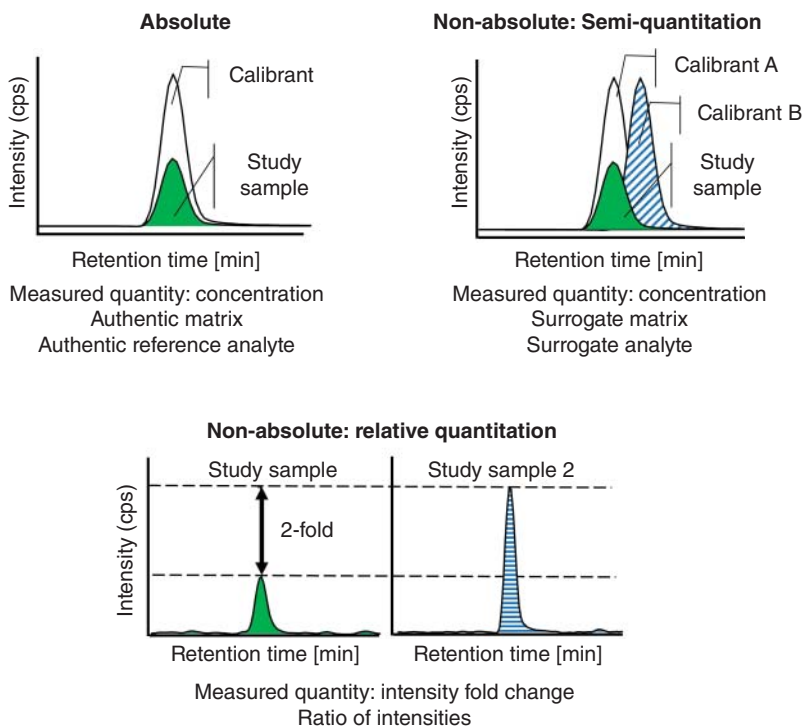 Absolute
Intensity (cps)
Calibrant
Study
sample
Retention time [min]
Measured quantity: concentration
Authentic matrix
Authentic reference analyte
Non-absolute: Semi-quantitation
Intensity (cps)
Calibrant A
Calibrant B
Study
sample
Retention time [min]
Measured quantity: concentration
Surrogate matrix
Surrogate analyte
Non-absolute: relative quantitation
Intensity (cps)
Study sample
2-fold
Retention time [min]
Study sample 2
Retention time [min]
Measured quantity: intensity fold change
Ratio of intensities